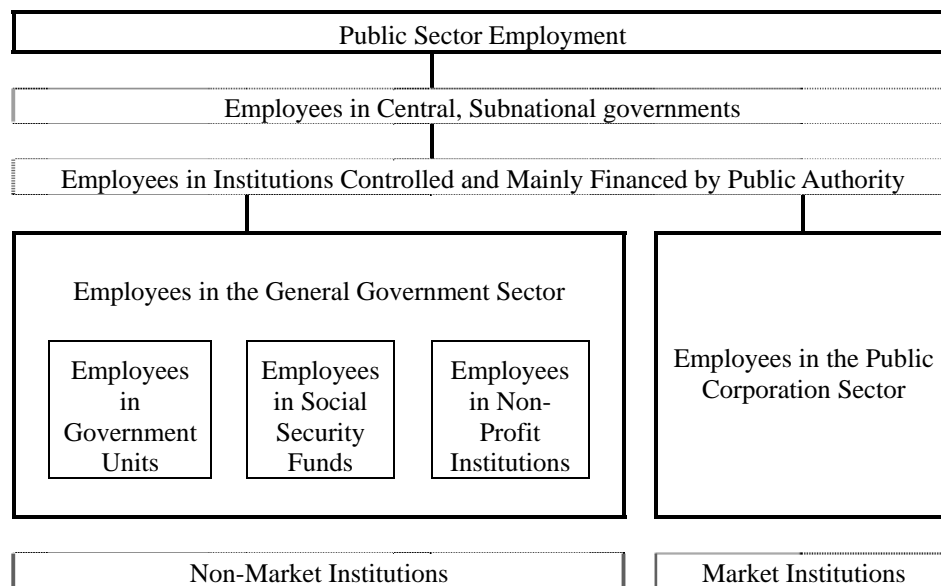 Public Sector Employment
Employees in Central, Subnational governments
Employees in Institutions Controlled and Mainly Financed by Public Authority
Employees in the General Government Sector
Employees
in
Government
Units
Employees
in Social
Security
Funds
Employees
in Non-
Profit
Institutions
Employees in the Public
Corporation Sector
Non-Market Institutions
Market Institutions